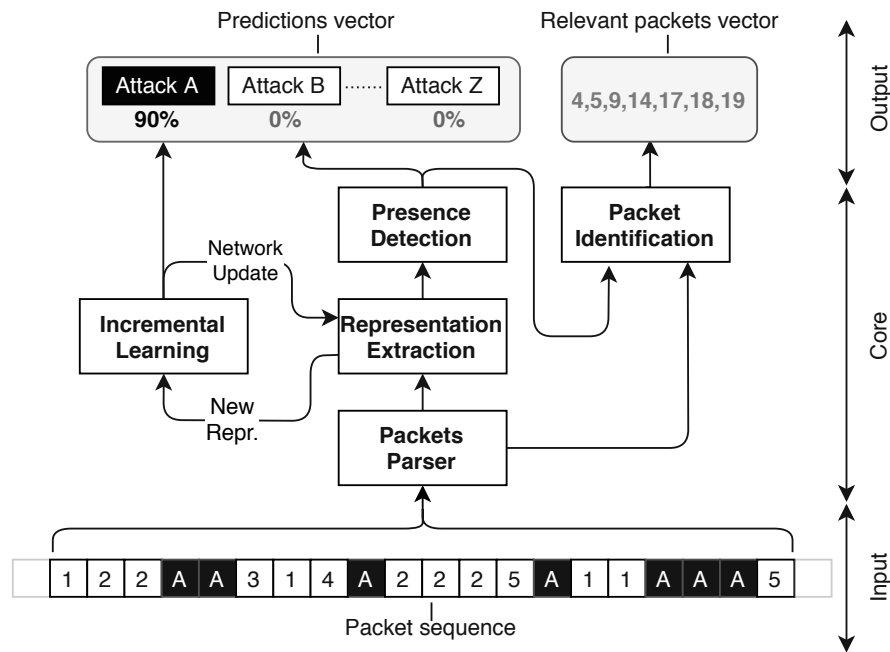 Predictions vector
Relevant packets vector
Attack A
Attack B
Attack Z
90%
0%
0%
4,5,9,14,17,18,19
Output
Presence
Detection
Packet
Identification
Network
Update
Incremental
Learning
Representation
Extraction
Core
New
Repr.
Packets
Parser
1 2 2 A A 3 1 4 A 2 2 2 5 A 1 1 A A A 5
Input
Packet sequence